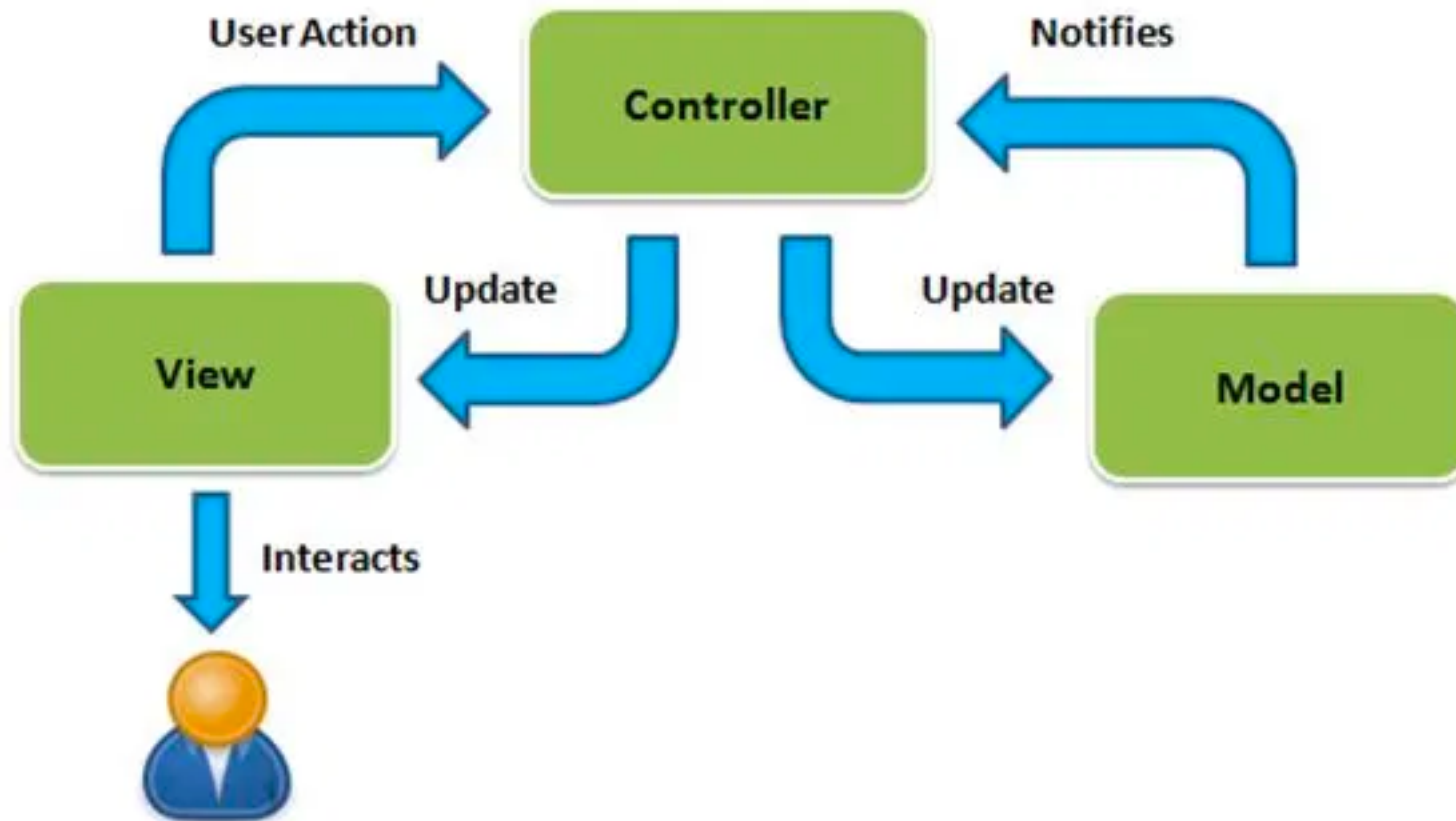 User Action
Notifies
Controller
Update
Update
View
Model
Interacts